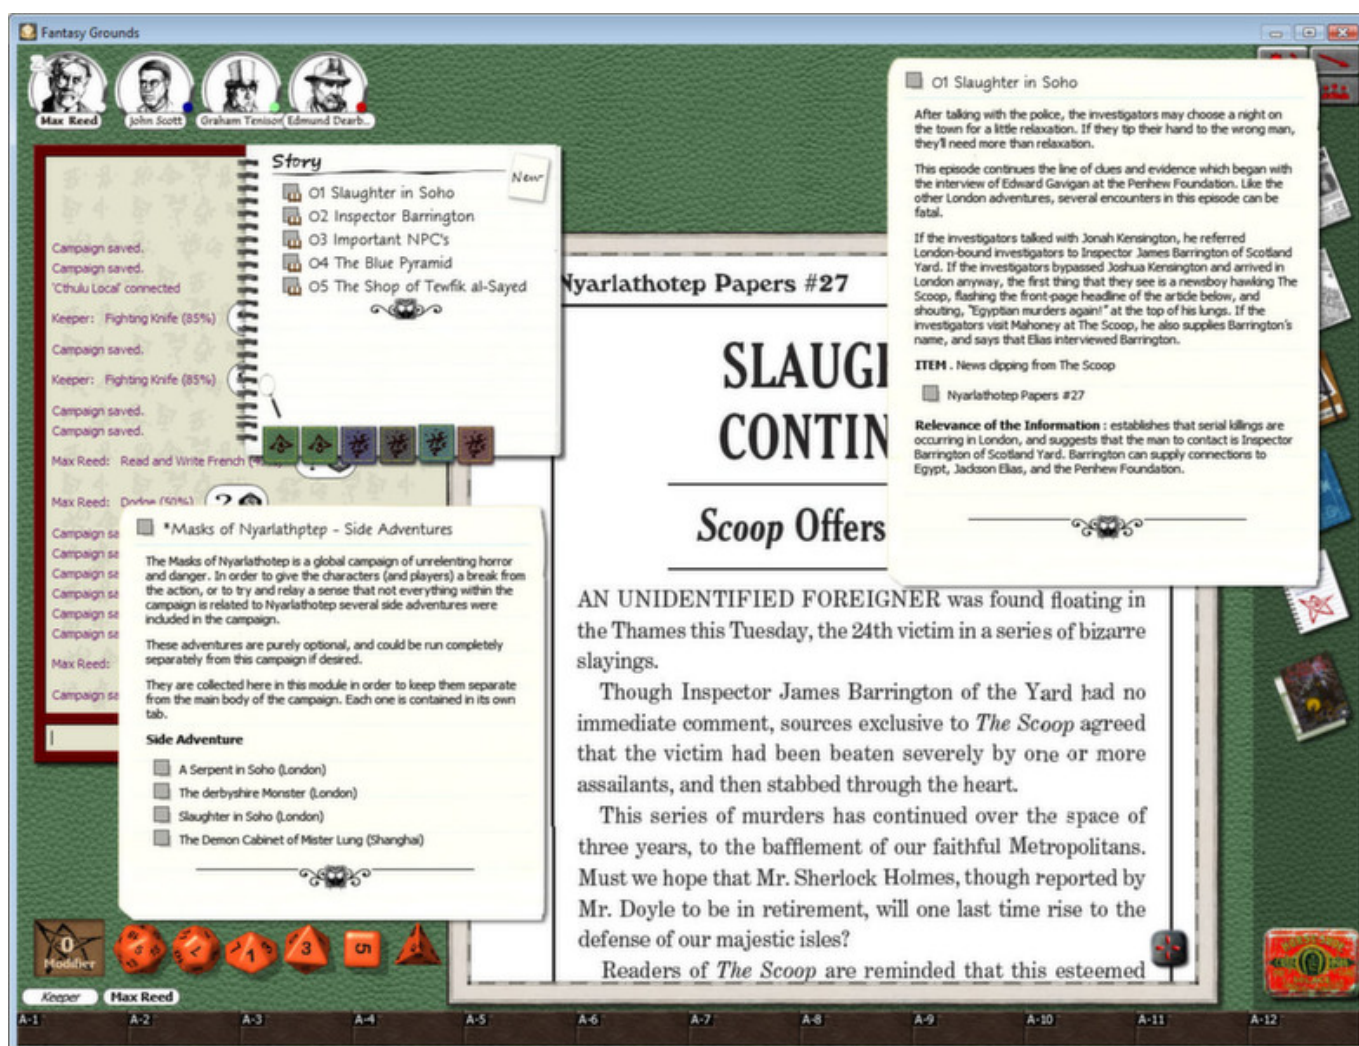 Fantasy Grounds
Max Reed
John Scott
Graham Tenison
Edmund Dearb...
Campaign saved.
Campaign saved.
'Cthulu Local' connected
Keeper: Fighting Knife (85%)
Campaign saved.
Keeper: Fighting Knife (85%)
Campaign saved.
Campaign saved.
Max Reed: Read and Write French
Max Reed: Dodge (50%)
?
Campaign sa
Campaign sa
Campaign sa
Campaign sa
Campaign sa
Campaign sa
Max Reed:
Campaign sa
Story
New
01 Slaughter in Soho
02 Inspector Barrington
03 Important NPC's
04 The Blue Pyramid
05 The Shop of Tewfik al-Sayed
*Masks of Nyarlathptep - Side Adventures
The Masks of Nyarlathotep is a global campaign of unrelenting horror
and danger. In order to give the characters (and players) a break from
the action, or to try and relay a sense that not everything within the
campaign is related to Nyarlathotep several side adventures were
included in the campaign.
These adventures are purely optional, and could be run completely
separately from this campaign if desired.
They are collected here in this module in order to keep them separate
from the main body of the campaign. Each one is contained in its own
tab.
Side Adventure
A Serpent in Soho (London)
The derbyshire Monster (London)
Slaughter in Soho (London)
The Demon Cabinet of Mister Lung (Shanghai)
Nyarlathotep Papers #27
SLAUGH
CONTIN
Scoop Offers
AN UNIDENTIFIED FOREIGNER was found floating in
the Thames this Tuesday, the 24th victim in a series of bizarre
slayings.
Though Inspector James Barrington of the Yard had no
immediate comment, sources exclusive to The Scoop agreed
that the victim had been beaten severely by one or more
assailants, and then stabbed through the heart.
This series of murders has continued over the space of
three years, to the bafflement of our faithful Metropolitans.
Must we hope that Mr. Sherlock Holmes, though reported by
Mr. Doyle to be in retirement, will one last time rise to the
defense of our majestic isles?
Readers of The Scoop are reminded that this esteemed
01 Slaughter in Soho
After talking with the police, the investigators may choose a night on
the town for a little relaxation. If they tip their hand to the wrong man,
they'll need more than relaxation.
This episode continues the line of clues and evidence which began with
the interview of Edward Gavigan at the Penhew Foundation. Like the
other London adventures, several encounters in this episode can be
fatal.
If the investigators talked with Jonah Kensington, he referred
London-bound investigators to Inspector James Barrington of Scotland
Yard. If the investigators bypassed Joshua Kensington and arrived in
London anyway, the first thing that they see is a newsboy hawking The
Scoop, flashing the front-page headline of the article below, and
shouting, "Egyptian murders again!" at the top of his lungs. If the
investigators visit Mahoney at The Scoop, he also supplies Barrington's
name, and says that Elias interviewed Barrington.
ITEM . News clipping from The Scoop
Nyarlathotep Papers #27
Relevance of the Information : establishes that serial killings are
occurring in London, and suggests that the man to contact is Inspector
Barrington of Scotland Yard. Barrington can supply connections to
Egypt, Jackson Elias, and the Penhew Foundation.
0
Modifier
7
1
3
5
Keeper
Max Reed
A-1
A-2
A-3
A-4
A-5
A-6
A-7
A-8
A-9
A-10
A-11
A-12